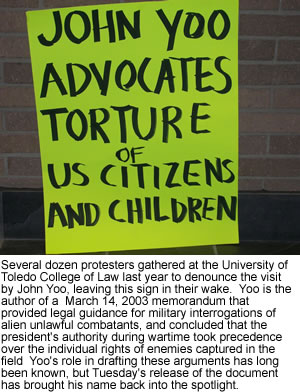 JOHN YOO
ADVOCATES
TORTURE
OF
US CITIZENS
AND CHILDREN
Several dozen protesters gathered at the University of
Toledo College of Law last year to denounce the visit
by John Yoo, leaving this sign in their wake.  Yoo is the
author of a  March 14, 2003 memorandum that
provided legal guidance for military interrogations of
alien unlawful combatants, and concluded that the
president's authority during wartime took precedence
over the individual rights of enemies captured in the
field  Yoo's role in drafting these arguments has long
been known, but Tuesday's release of the document
has brought his name back into the spotlight.